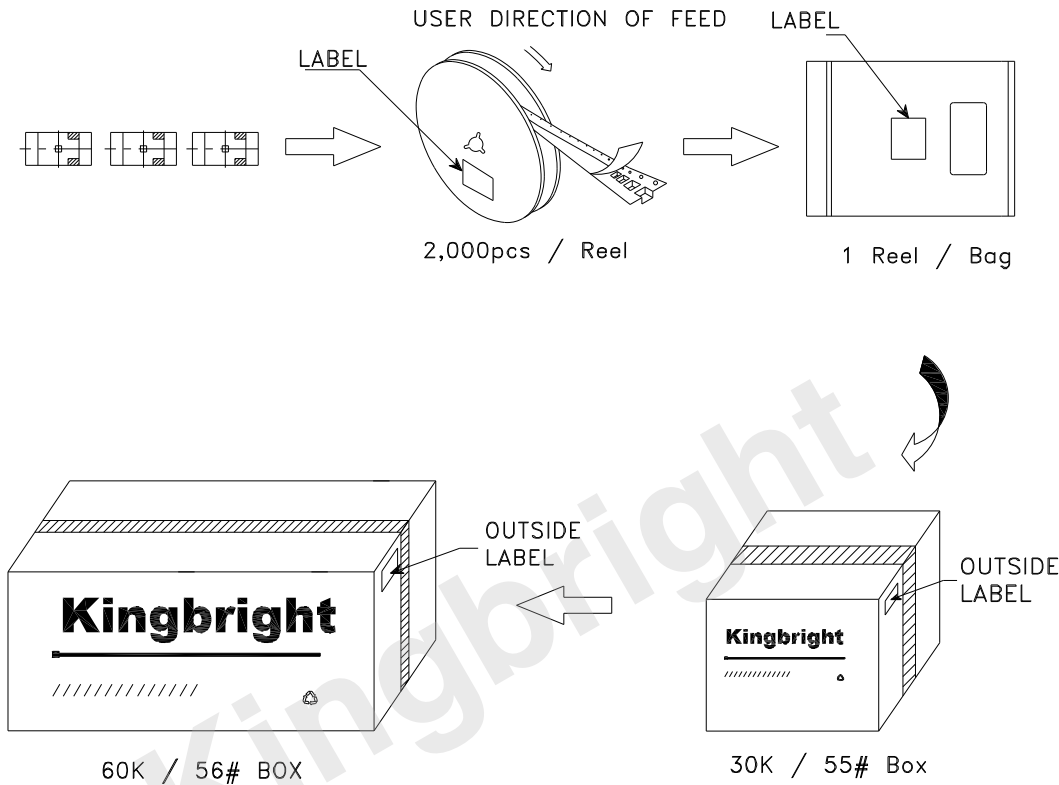 USER DIRECTION OF FEED
LABEL
LABEL
2,000pcs / Reel
1 Reel / Bag
OUTSIDE
LABEL
OUTSIDE
LABEL
Kingbright
Kingbright
60K / 56# BOX
30K / 55# Box
Kingbright